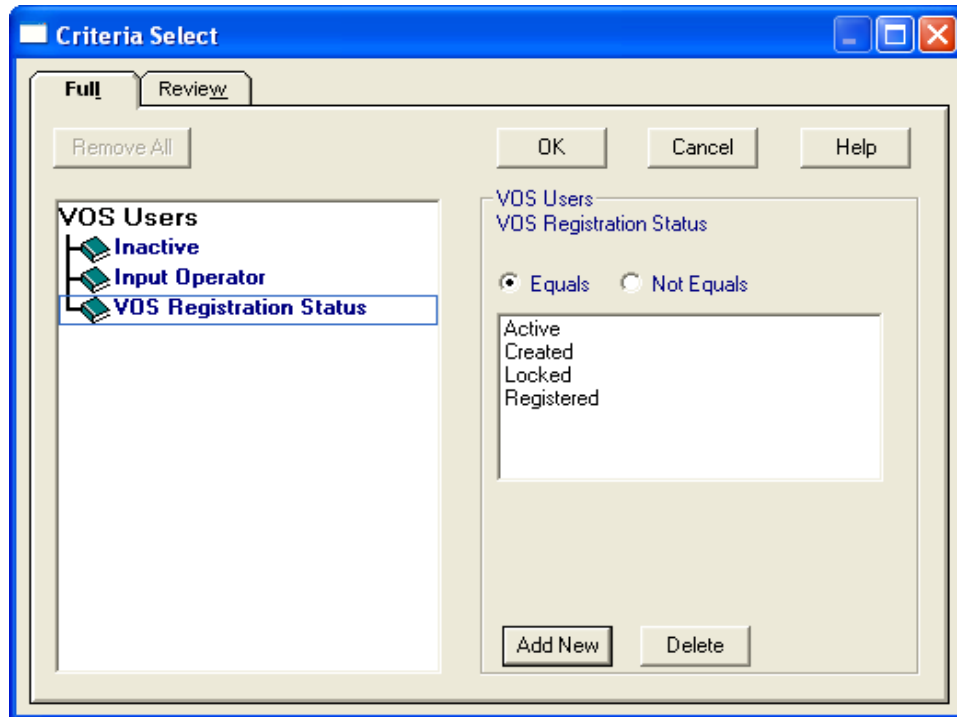 Criteria Select
Full
Review
Remove All
OK
Cancel
Help
VOS Users
Inactive
Input Operator
VOS Registration Status
VOS Users
VOS Registration Status
Equals
Not Equals
Active
Created
Locked
Registered
Add New
Delete